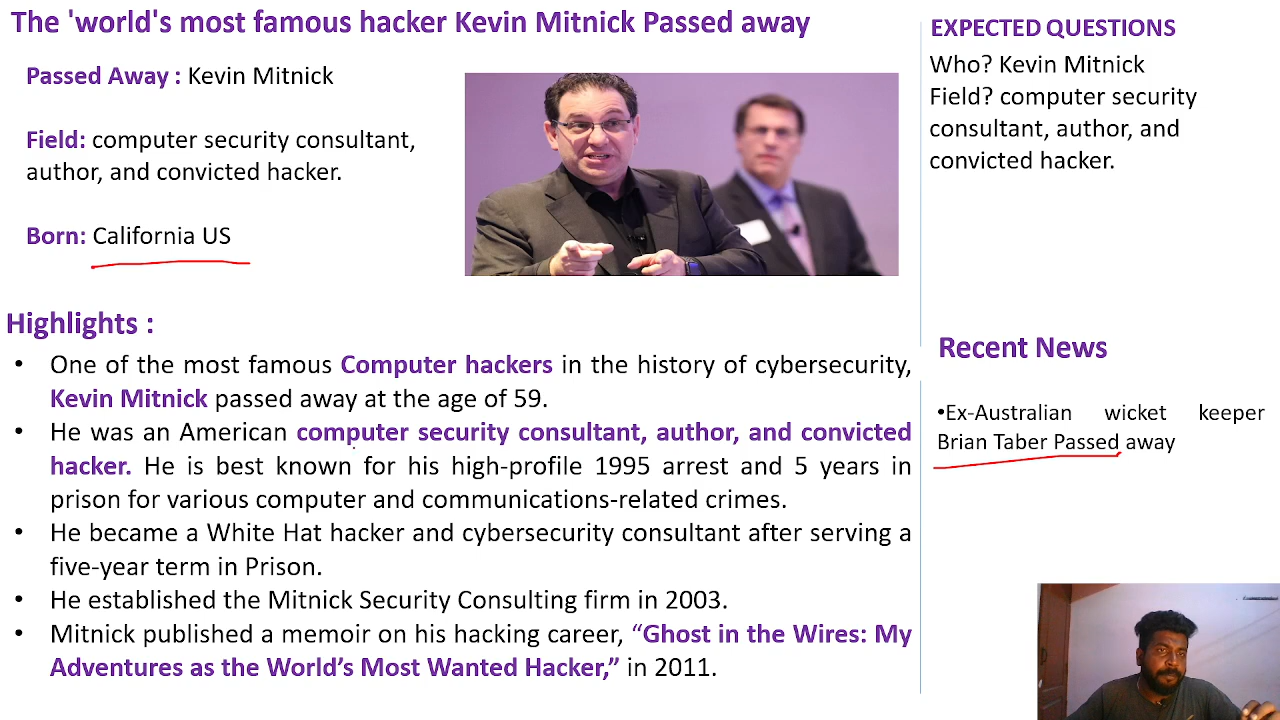 The 'world's most famous hacker Kevin Mitnick Passed away
Passed Away : Kevin Mitnick
Field: computer security consultant,
author, and convicted hacker.
Born: California US
Highlights :
• One of the most famous Computer hackers in the history of cybersecurity,
Kevin Mitnick passed away at the age of 59.
• He was an American computer security consultant, author, and convicted
hacker. He is best known for his high-profile 1995 arrest and 5 years in
prison for various computer and communications-related crimes.
• He became a White Hat hacker and cybersecurity consultant after serving a
five-year term in Prison.
• He established the Mitnick Security Consulting firm in 2003.
• Mitnick published a memoir on his hacking career, “Ghost in the Wires: My
Adventures as the World’s Most Wanted Hacker,” in 2011.
EXPECTED QUESTIONS
Who? Kevin Mitnick
Field? computer security
consultant, author, and
convicted hacker.
Recent News
•Ex-Australian wicket keeper
Brian Taber Passed away